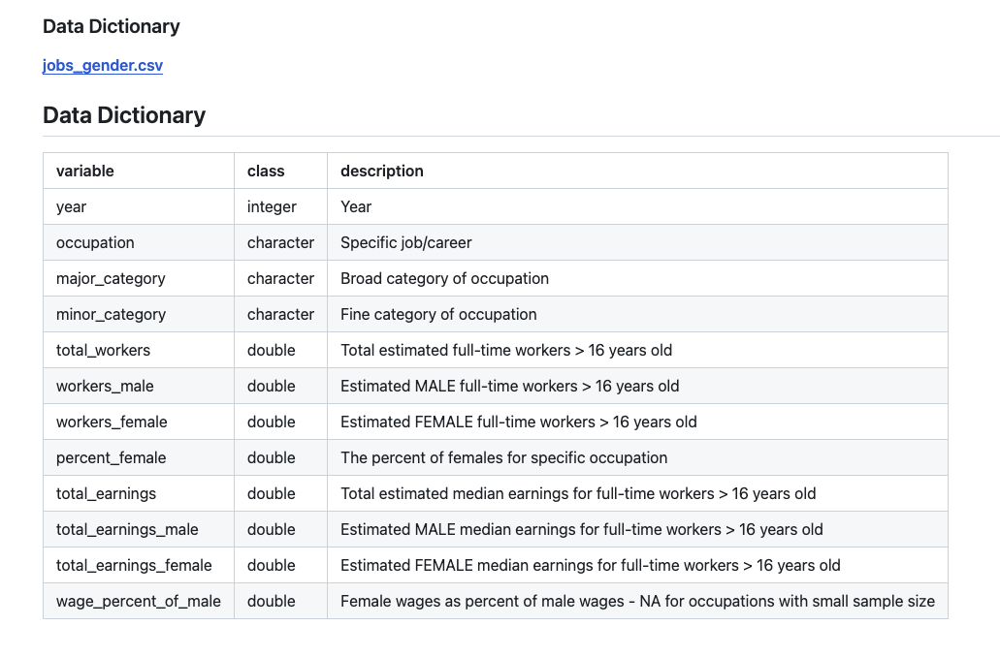 Data Dictionary
jobs_gender.csv
Data Dictionary
variable class description
year integer Year
occupation character Specific job/career
major_category character Broad category of occupation
minor_category character Fine category of occupation
total_workers double Total estimated full-time workers > 16 years old
workers_male double Estimated MALE full-time workers > 16 years old
workers_female double Estimated FEMALE full-time workers > 16 years old
percent_female double The percent of females for specific occupation
total_earnings double Total estimated median earnings for full-time workers > 16 years old
total_earnings_male double Estimated MALE median earnings for full-time workers > 16 years old
total_earnings_female double Estimated FEMALE median earnings for full-time workers > 16 years old
wage_percent_of_male double Female wages as percent of male wages - NA for occupations with small sample size